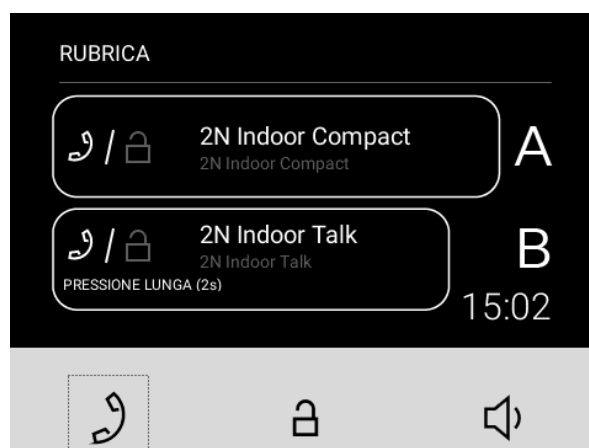 RUBRICA
2N Indoor Compact
2N Indoor Compact
A
2N Indoor Talk
2N Indoor Talk
PRESSIONE LUNGA (2s)
B
15:02